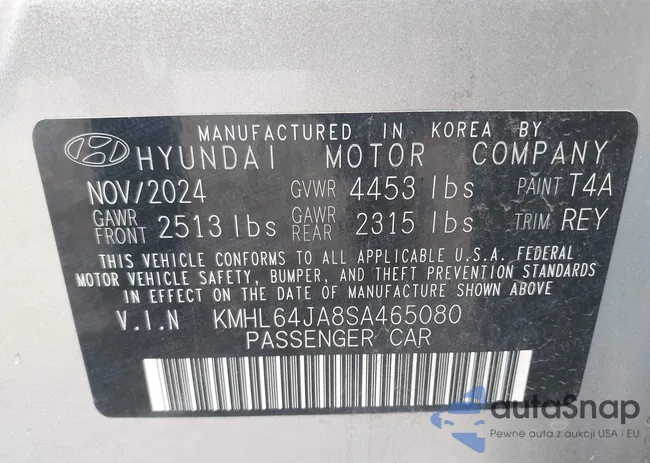 MANUFACTURED IN KOREA BY
HYUNDAI MOTOR COMPANY
NOV/2024 GVWR 4453 lbs PAINT T4A
GAWR FRONT 2513 lbs GAWR REAR 2315 lbs TRIM REY
THIS VEHICLE CONFORMS TO ALL APPLICABLE U.S.A. FEDERAL
MOTOR VEHICLE SAFETY, BUMPER, AND THEFT PREVENTION STANDARDS
IN EFFECT ON THE DATE OF MANUFACTURE SHOWN ABOVE
V.I.N KMHL64JA8SA465080
PASSENGER CAR
autoSnap
Pewne auta z aukcji USA i EU